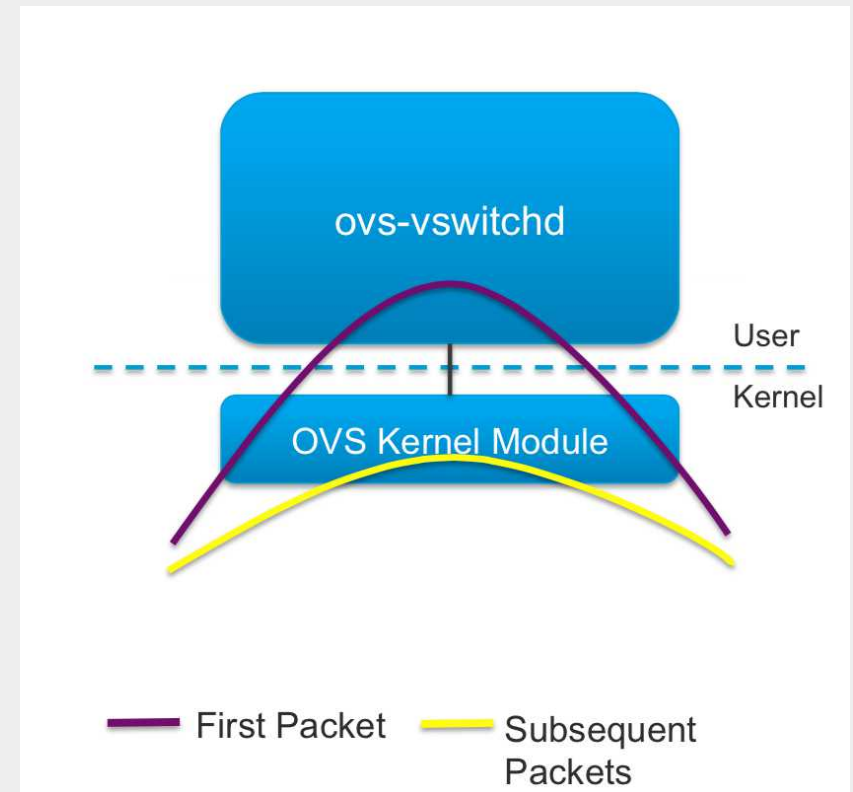 ovs-vswitchd
User
Kernel
OVS Kernel Module
First Packet
Subsequent
Packets